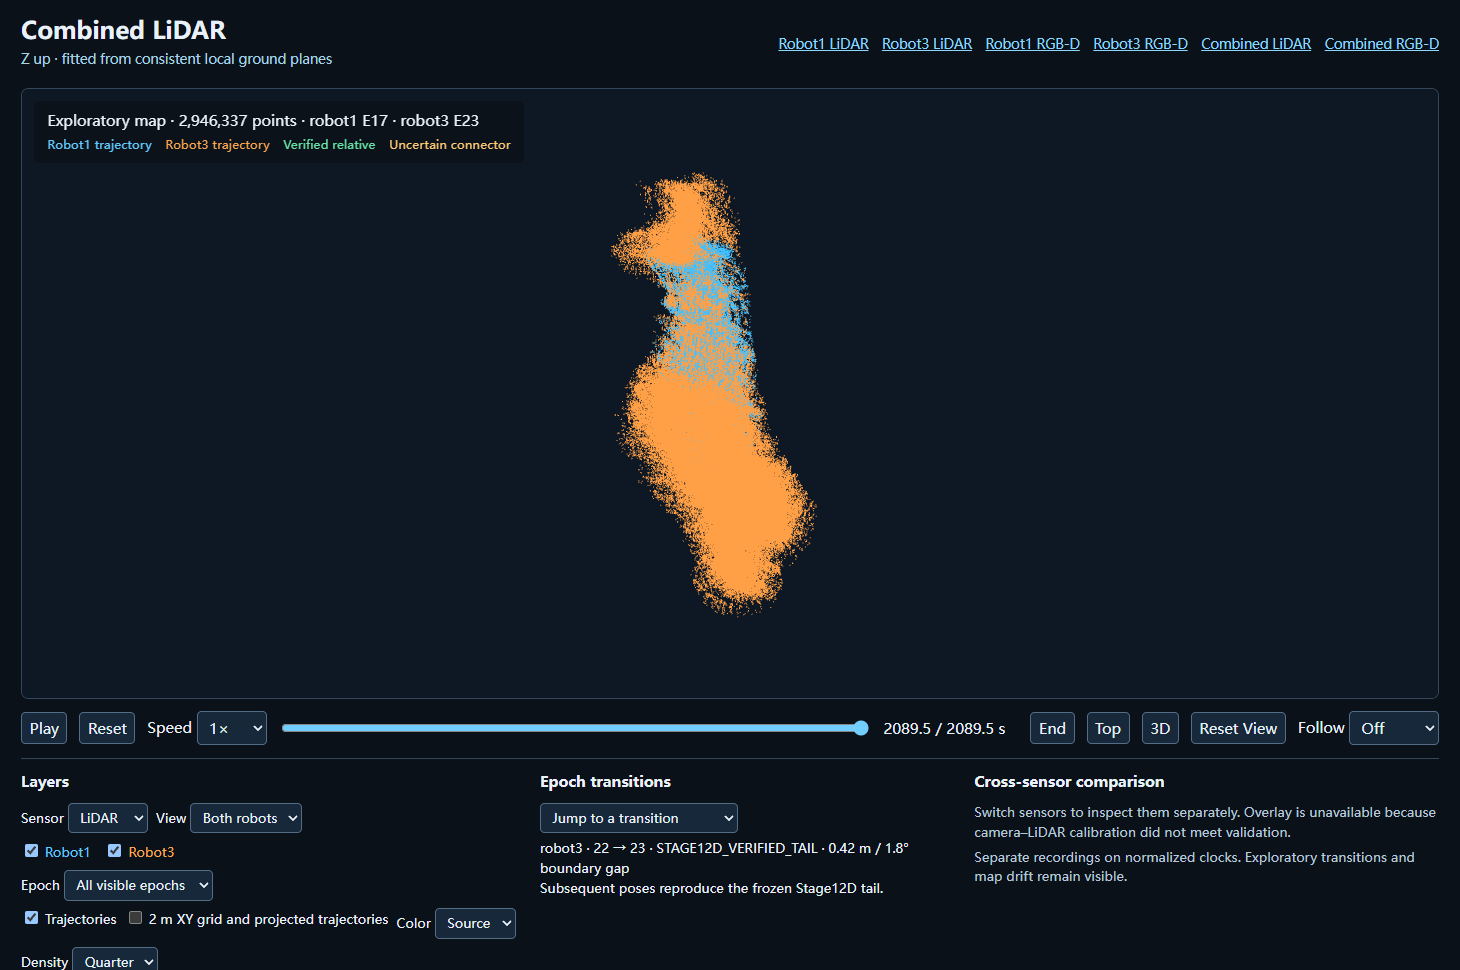 Combined LiDAR
Z up · fitted from consistent local ground planes
Robot1 LiDAR Robot3 LiDAR Robot1 RGB-D Robot3 RGB-D Combined LiDAR Combined RGB-D
Exploratory map · 2,946,337 points · robot1 E17 · robot3 E23
Robot1 trajectory Robot3 trajectory Verified relative Uncertain connector
Play Reset Speed 1× 2089.5 / 2089.5 s End Top 3D Reset View Follow Off
Layers
Sensor LiDAR View Both robots
Robot1 Robot3
Epoch All visible epochs
Trajectories 2 m XY grid and projected trajectories Color Source
Density Quarter
Epoch transitions
Jump to a transition
robot3 · 22 → 23 · STAGE12D_VERIFIED_TAIL · 0.42 m / 1.8°
boundary gap
Subsequent poses reproduce the frozen Stage12D tail.
Cross-sensor comparison
Switch sensors to inspect them separately. Overlay is unavailable because
camera–LiDAR calibration did not meet validation.
Separate recordings on normalized clocks. Exploratory transitions and
map drift remain visible.